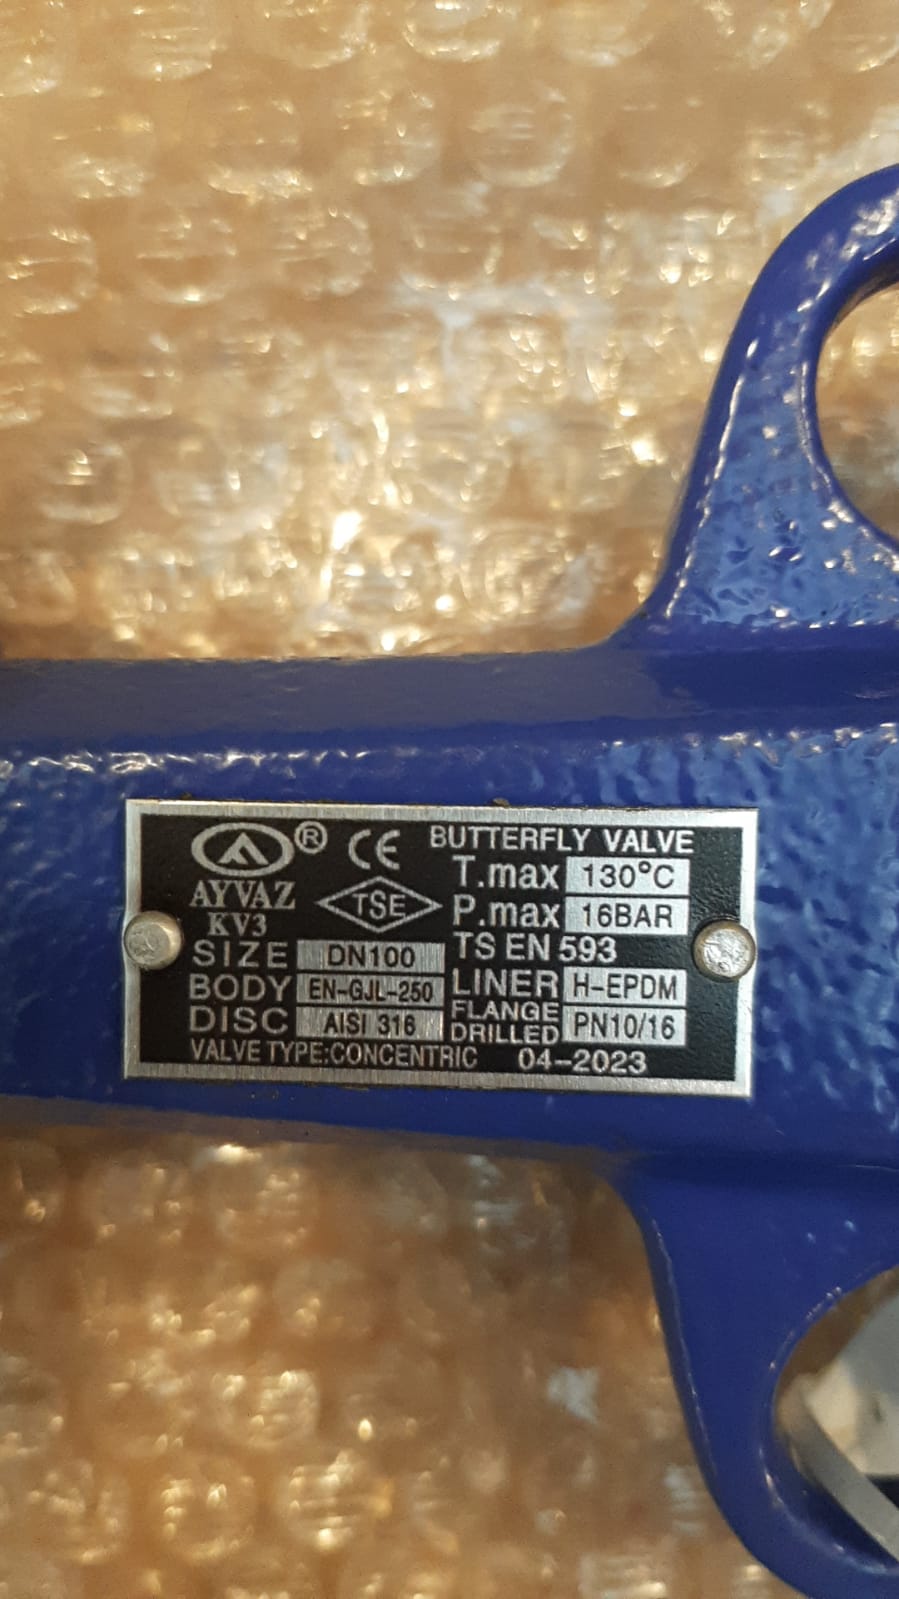 ® CE BUTTERFLY VALVE
AYVAZ TSE T.max 130°C
KV3 P.max 16BAR
SIZE DN100 TS EN 593
BODY EN-GJL-250 LINER H-EPDM
DISC AISI 316 FLANGE DRILLED PN10/16
VALVE TYPE:CONCENTRIC 04-2023